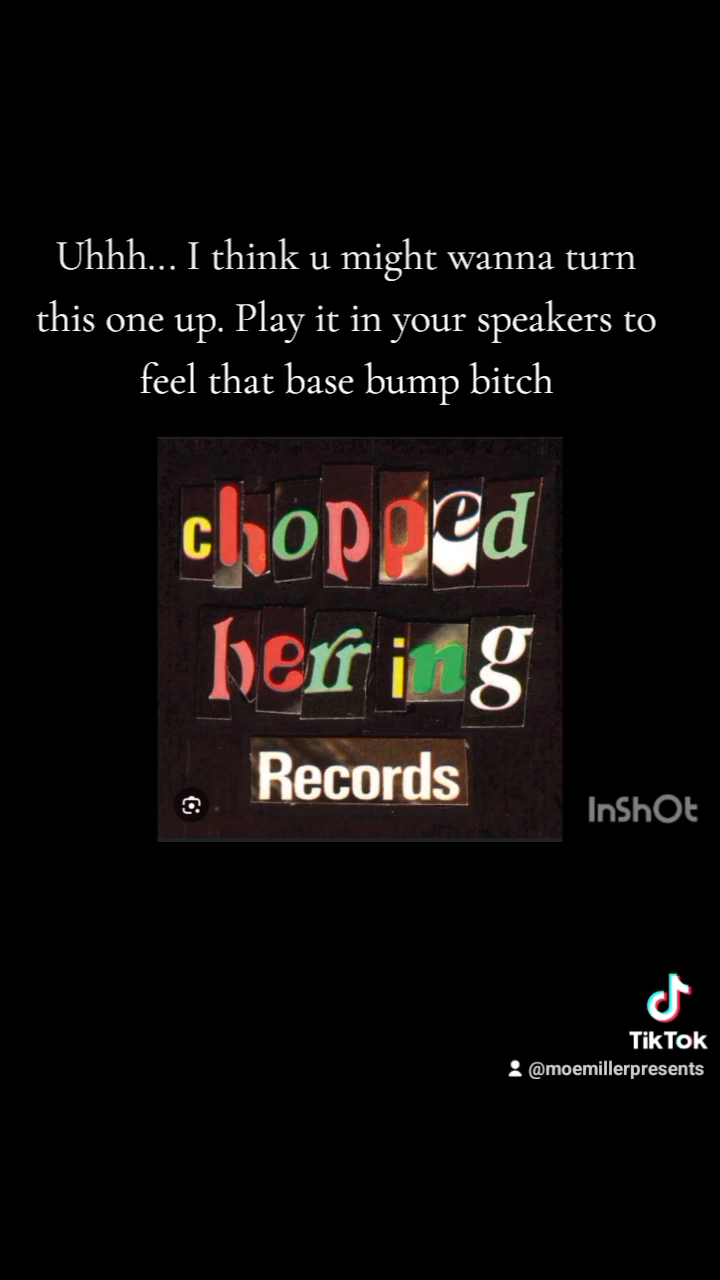 Uhhh... I think u might wanna turn
this one up. Play it in your speakers to
feel that base bump bitch
chopped
herring
Records
InShOt
TikTok
@moemillerpresents